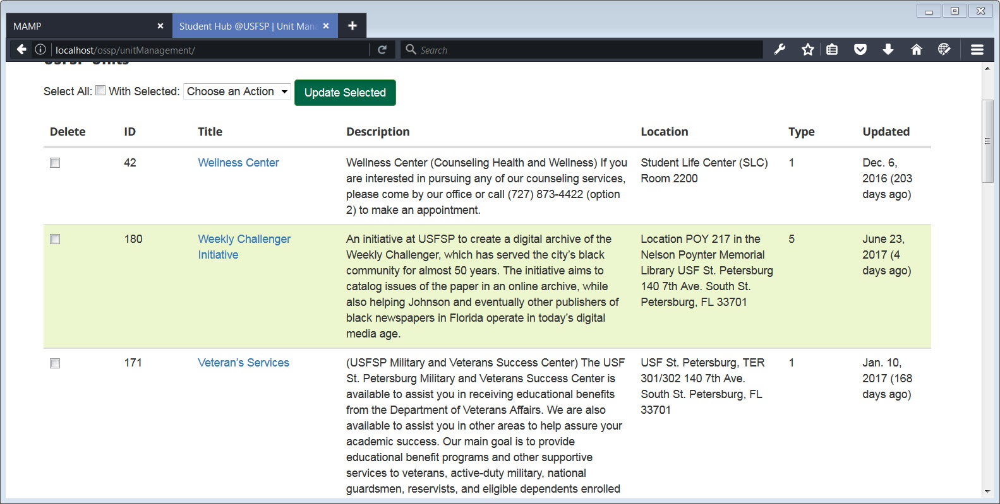 MAMP
Student Hub @USFSP | Unit Mana
localhost/ossp/unitManagement/
Search
USFSP Units
Select All: With Selected: Choose an Action Update Selected
Delete ID Title Description Location Type Updated
42 Wellness Center Wellness Center (Counseling Health and Wellness) If you Student Life Center (SLC) 1 Dec. 6,
are interested in pursuing any of our counseling services, Room 2200 2016 (203
please come by our office or call (727) 873-4422 (option days ago)
2) to make an appointment.
180 Weekly Challenger An initiative at USFSP to create a digital archive of the Location POY 217 in the 5 June 23,
Initiative Weekly Challenger, which has served the city’s black Nelson Poynter Memorial 2017 (4
community for almost 50 years. The initiative aims to Library USF St. Petersburg days ago)
catalog issues of the paper in an online archive, while 140 7th Ave. South St.
also helping Johnson and eventually other publishers of Petersburg, FL 33701
black newspapers in Florida operate in today’s digital
media age.
171 Veteran’s Services (USFSP Military and Veterans Success Center) The USF USF St. Petersburg, TER 1 Jan. 10,
St. Petersburg Military and Veterans Success Center is 301/302 140 7th Ave. 2017 (168
available to assist you in receiving educational benefits South St. Petersburg, FL days ago)
from the Department of Veterans Affairs. We are also 33701
available to assist you in other areas to help assure your
academic success. Our main goal is to provide
educational benefit programs and other supportive
services to veterans, active-duty military, national
guardsmen, reservists, and eligible dependents enrolled